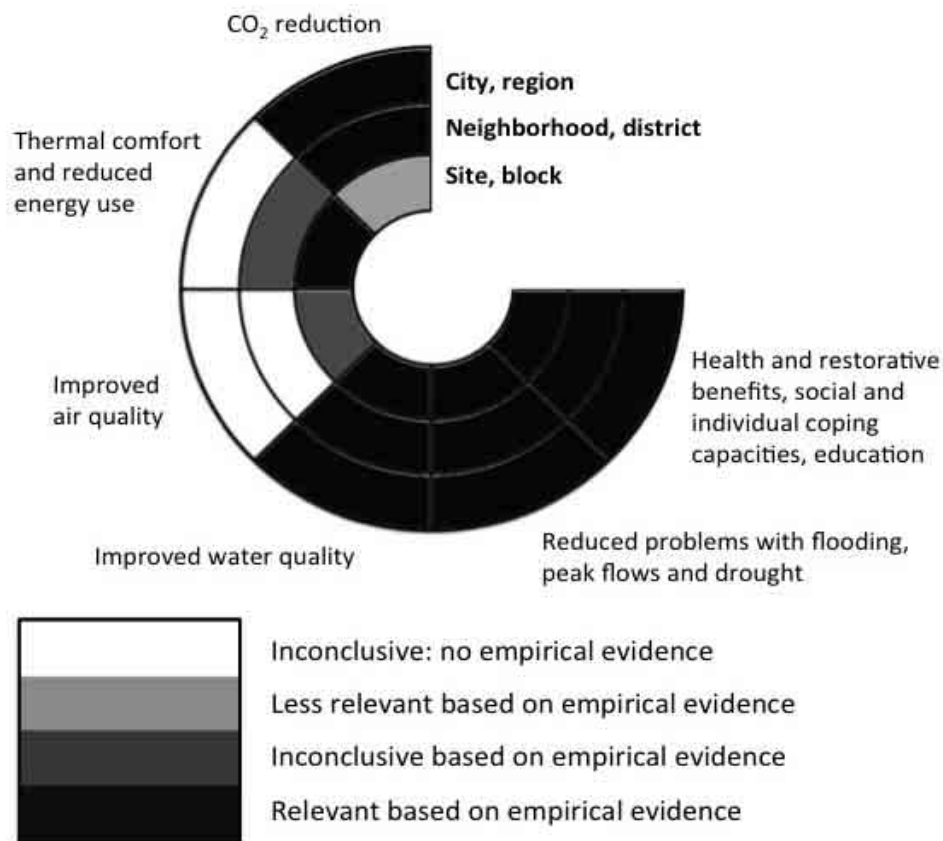 CO₂ reduction
City, region
Neighborhood, district
Site, block
Thermal comfort
and reduced
energy use
Improved
air quality
Improved water quality
Health and restorative
benefits, social and
individual coping
capacities, education
Reduced problems with flooding,
peak flows and drought
Inconclusive: no empirical evidence
Less relevant based on empirical evidence
Inconclusive based on empirical evidence
Relevant based on empirical evidence